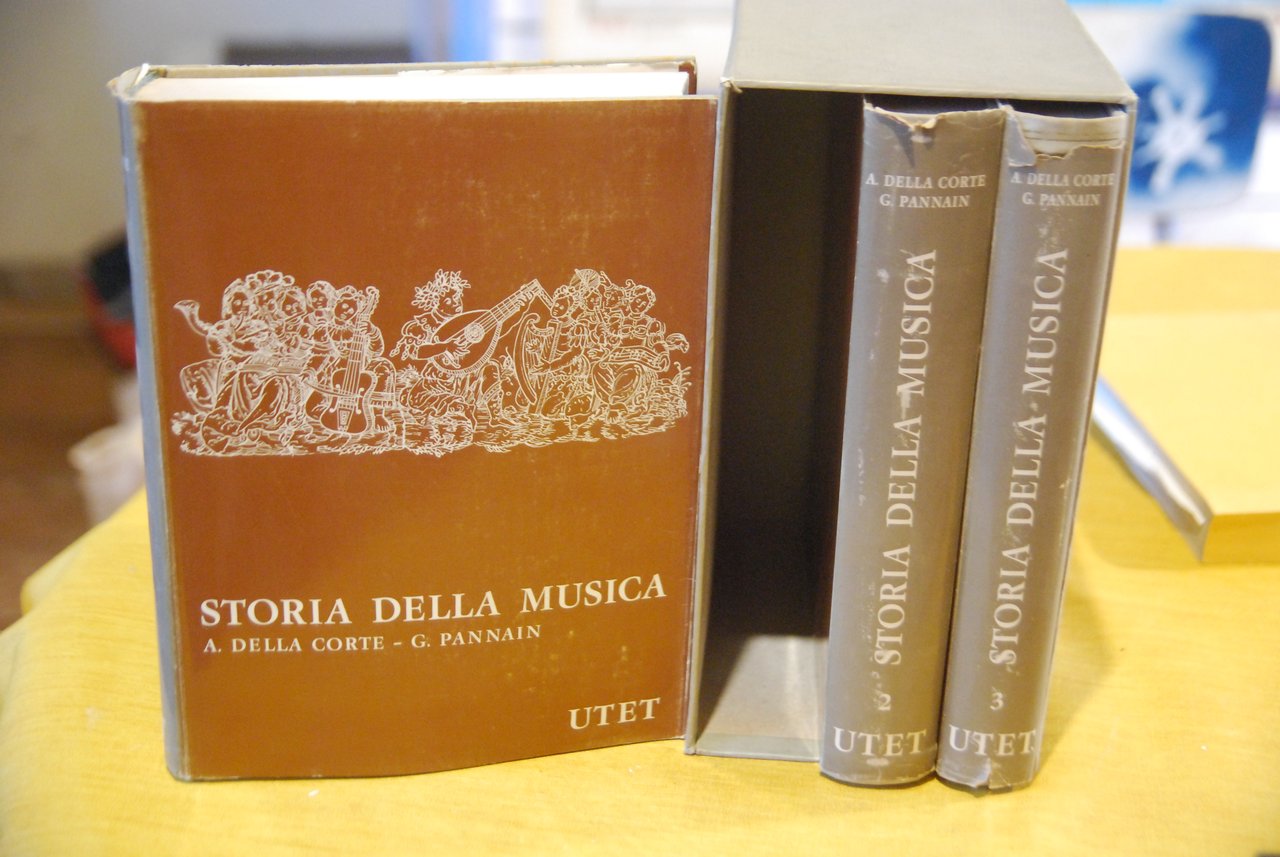 STORIA DELLA MUSICA
A. DELLA CORTE – G. PANNAIN
UTET
A. DELLA CORTE
G. PANNAIN
STORIA DELLA MUSICA
2
UTET
A. DELLA CORTE
G. PANNAIN
STORIA DELLA MUSICA
3
UTET